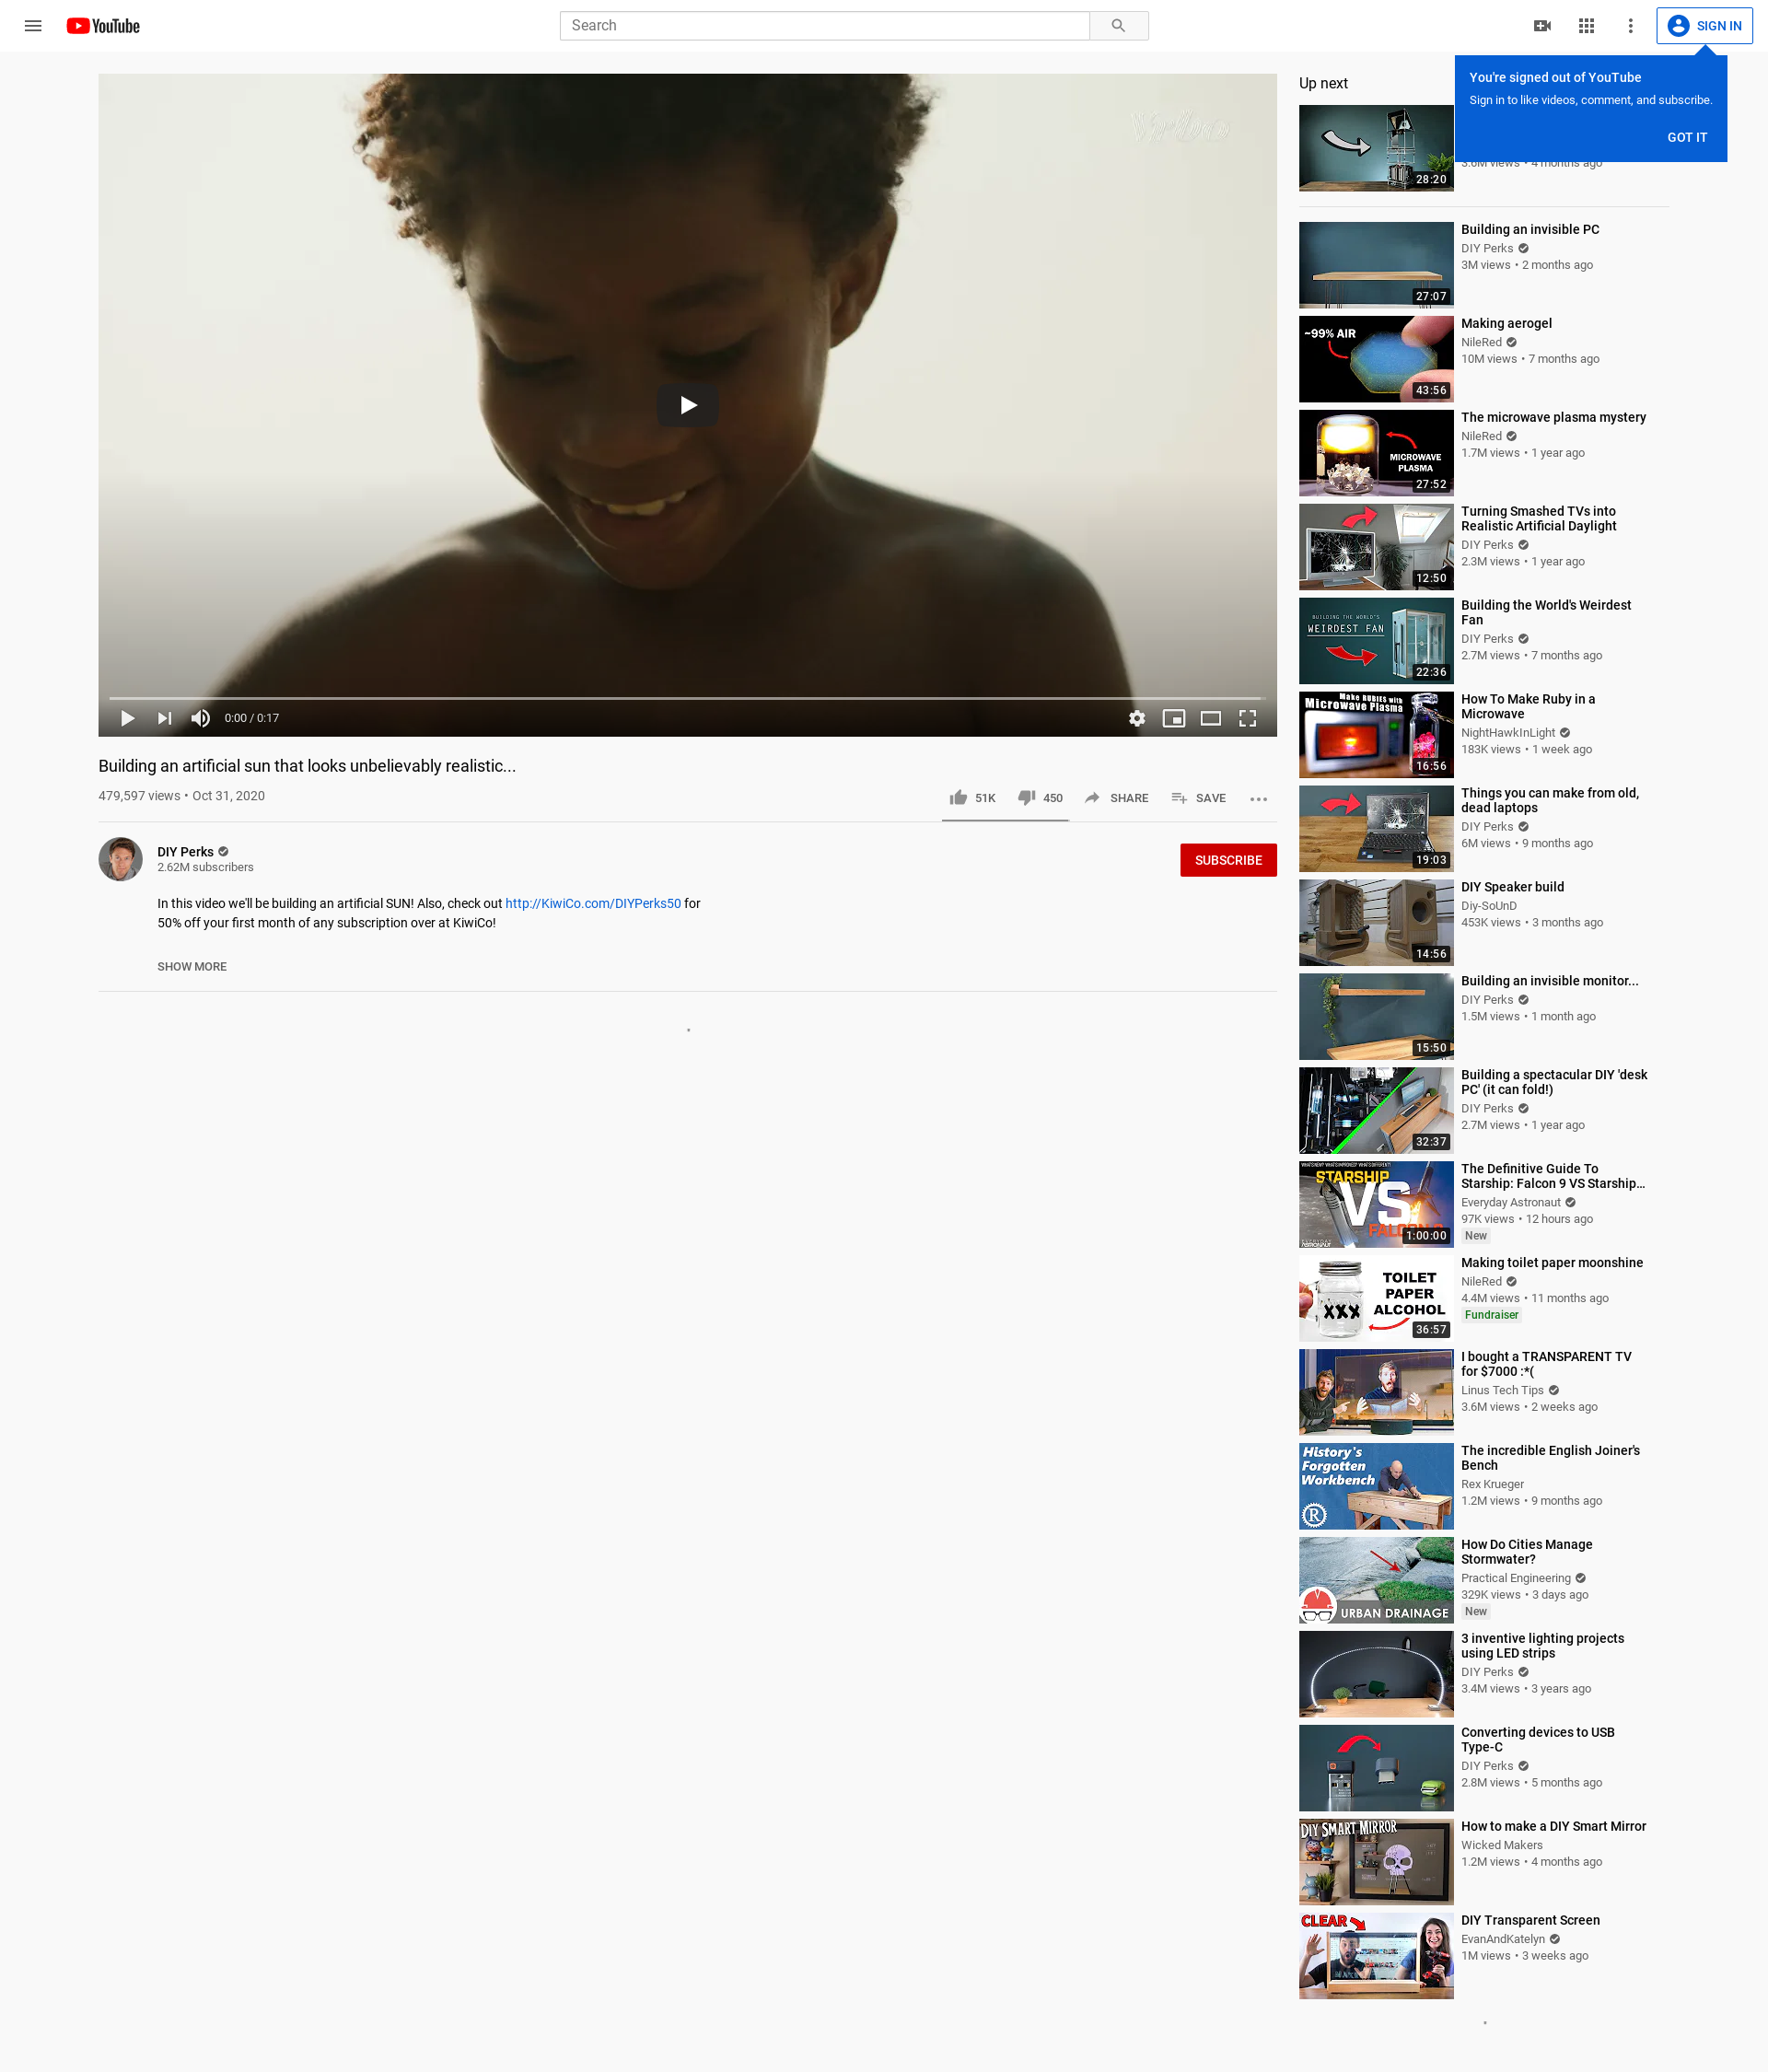 YouTube
Search
SIGN IN
You're signed out of YouTube
Sign in to like videos, comment, and subscribe.
GOT IT
Vrbo
0:00 / 0:17
Building an artificial sun that looks unbelievably realistic...
479,597 views • Oct 31, 2020
51K
450
SHARE
SAVE
DIY Perks
2.62M subscribers
SUBSCRIBE
In this video we'll be building an artificial SUN! Also, check out http://KiwiCo.com/DIYPerks50 for
50% off your first month of any subscription over at KiwiCo!
SHOW MORE
Up next
28:20
3.6M views • 4 months ago
27:07
Building an invisible PC
DIY Perks
3M views • 2 months ago
~99% AIR
43:56
Making aerogel
NileRed
10M views • 7 months ago
MICROWAVE
PLASMA
27:52
The microwave plasma mystery
NileRed
1.7M views • 1 year ago
12:50
Turning Smashed TVs into
Realistic Artificial Daylight
DIY Perks
2.3M views • 1 year ago
BUILDING THE WORLD'S
WEIRDEST FAN
22:36
Building the World's Weirdest
Fan
DIY Perks
2.7M views • 7 months ago
Make RUBIES with
Microwave Plasma
16:56
How To Make Ruby in a
Microwave
NightHawkInLight
183K views • 1 week ago
19:03
Things you can make from old,
dead laptops
DIY Perks
6M views • 9 months ago
14:56
DIY Speaker build
Diy-SoUnD
453K views • 3 months ago
15:50
Building an invisible monitor...
DIY Perks
1.5M views • 1 month ago
32:37
Building a spectacular DIY 'desk
PC' (it can fold!)
DIY Perks
2.7M views • 1 year ago
WHAT'S NEW? WHAT'S IMPROVED? WHAT'S DIFFERENT?
STARSHIP
VS
FALCON 9
EVERYDAY
ASTRONAUT
1:00:00
The Definitive Guide To
Starship: Falcon 9 VS Starship...
Everyday Astronaut
97K views • 12 hours ago
New
XXX
TOILET
PAPER
ALCOHOL
36:57
Making toilet paper moonshine
NileRed
4.4M views • 11 months ago
Fundraiser
I bought a TRANSPARENT TV
for $7000 :*(
Linus Tech Tips
3.6M views • 2 weeks ago
History's
Forgotten
Workbench
R
The incredible English Joiner's
Bench
Rex Krueger
1.2M views • 9 months ago
URBAN DRAINAGE
How Do Cities Manage
Stormwater?
Practical Engineering
329K views • 3 days ago
New
3 inventive lighting projects
using LED strips
DIY Perks
3.4M views • 3 years ago
Converting devices to USB
Type-C
DIY Perks
2.8M views • 5 months ago
DIY SMART MIRROR
How to make a DIY Smart Mirror
Wicked Makers
1.2M views • 4 months ago
CLEAR
DIY Transparent Screen
EvanAndKatelyn
1M views • 3 weeks ago